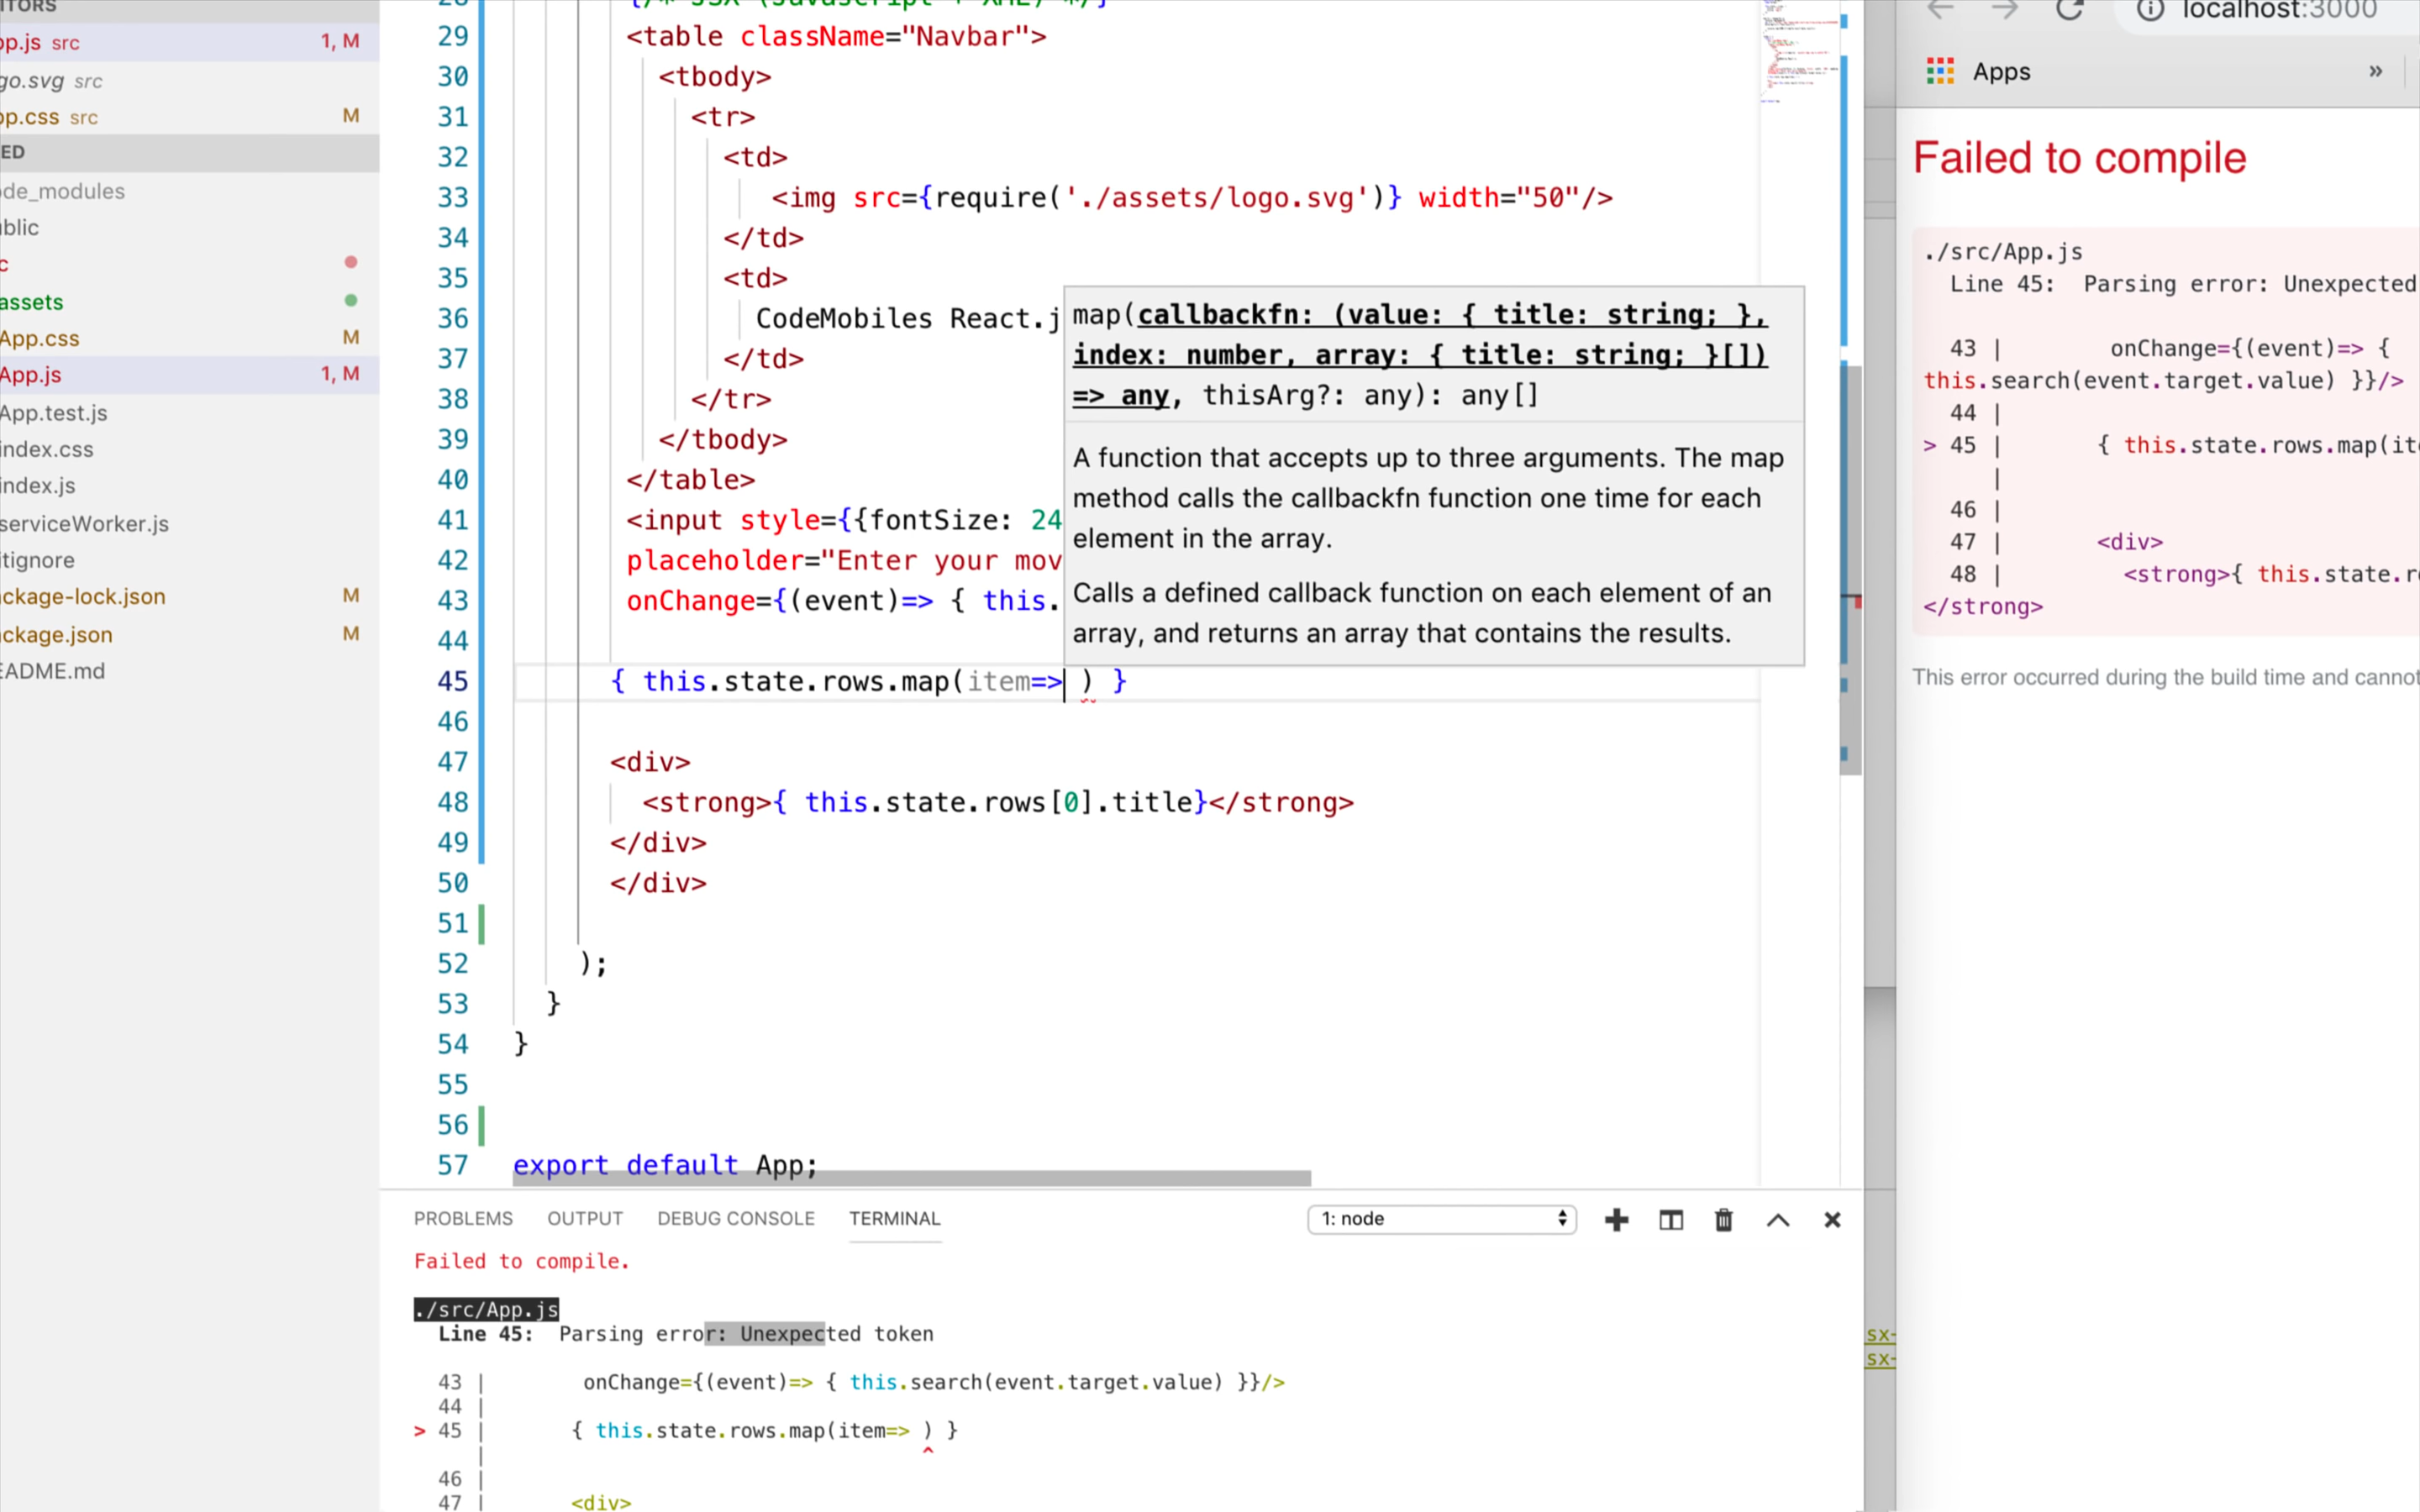 ITORS
pp.js src 1, M
go.svg src
pp.css src M
ED
de_modules
blic
c
assets
App.css M
App.js 1, M
App.test.js
index.css
index.js
serviceWorker.js
itignore
ckage-lock.json M
ckage.json M
EADME.md
28 {/* JSX (Javascript + XML) */}
29 <table className="Navbar">
30 <tbody>
31 <tr>
32 <td>
33 <img src={require('./assets/logo.svg')} width="50"/>
34 </td>
35 <td>
36 CodeMobiles React.j
37 </td>
38 </tr>
39 </tbody>
40 </table>
41 <input style={{fontSize: 24
42 placeholder="Enter your mov
43 onChange={(event)=> { this.
44
45 { this.state.rows.map(item=> ) }
46
47 <div>
48 <strong>{ this.state.rows[0].title}</strong>
49 </div>
50 </div>
51
52 );
53 }
54 }
55
56
57 export default App;
map(callbackfn: (value: { title: string; },
index: number, array: { title: string; }[])
=> any, thisArg?: any): any[]
A function that accepts up to three arguments. The map
method calls the callbackfn function one time for each
element in the array.
Calls a defined callback function on each element of an
array, and returns an array that contains the results.
PROBLEMS OUTPUT DEBUG CONSOLE TERMINAL 1: node
Failed to compile.
./src/App.js
Line 45: Parsing error: Unexpected token
43 | onChange={(event)=> { this.search(event.target.value) }}/>
44 |
> 45 | { this.state.rows.map(item=> ) }
| ^
46 |
47 | <div>
sx-
sx-
localhost:3000
Apps »
Failed to compile
./src/App.js
Line 45: Parsing error: Unexpected
43 | onChange={(event)=> {
this.search(event.target.value) }}/>
44 |
> 45 | { this.state.rows.map(it
|
46 |
47 | <div>
48 | <strong>{ this.state.r
</strong>
This error occurred during the build time and cannot